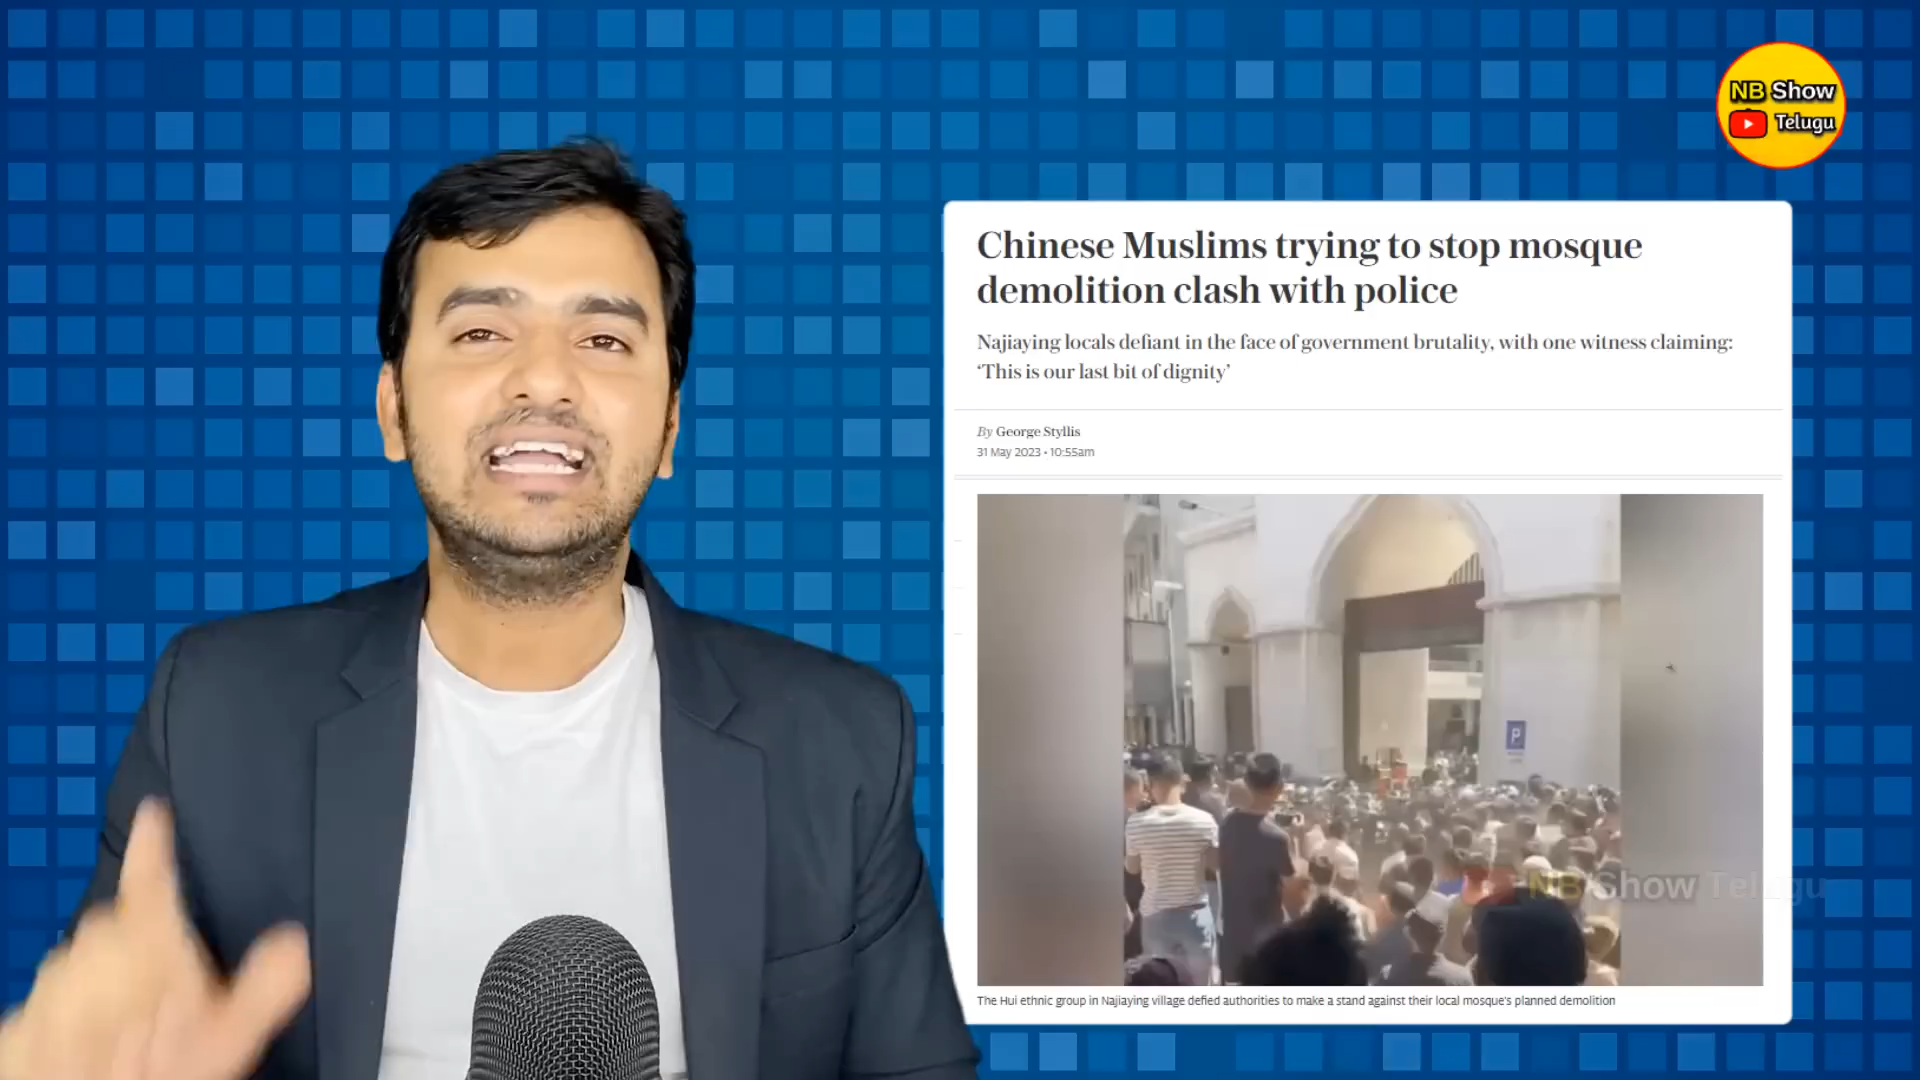 NB Show
Telugu
Chinese Muslims trying to stop mosque
demolition clash with police
Najiaying locals defiant in the face of government brutality, with one witness claiming:
‘This is our last bit of dignity’
By George Styllis
31 May 2023 • 10:55am
P
NB Show Telugu
The Hui ethnic group in Najiaying village defied authorities to make a stand against their local mosque's planned demolition